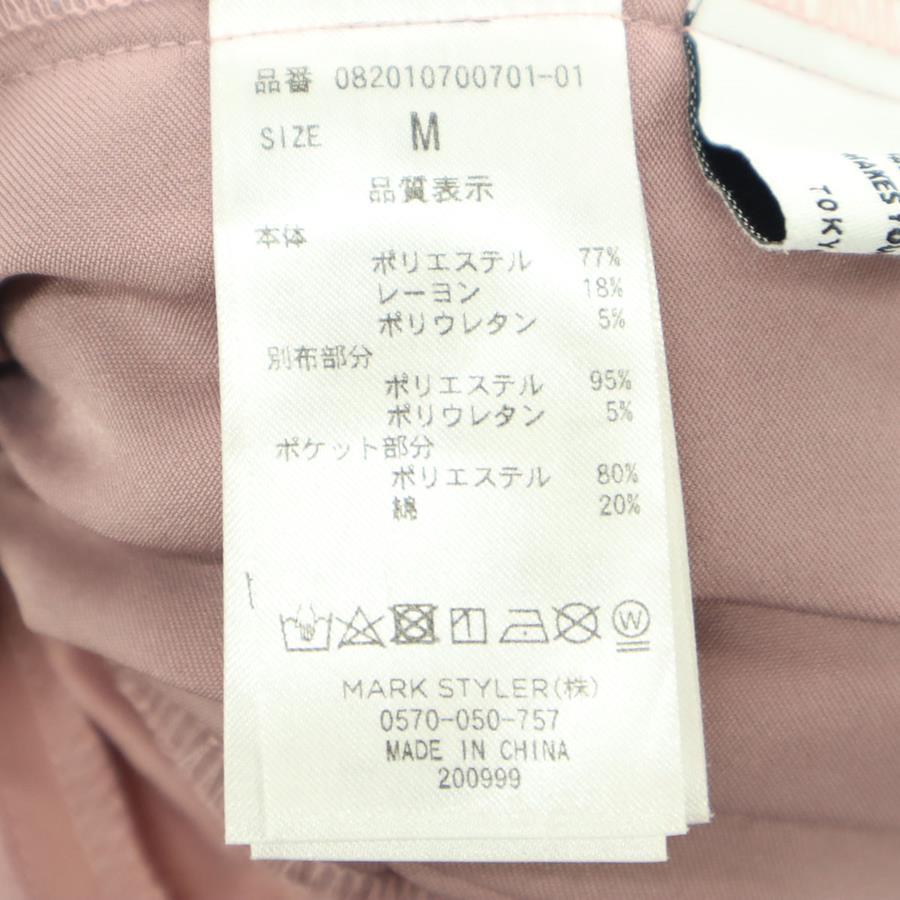 品番 082010700701-01
SIZE M
品質表示
本体
ポリエステル 77%
レーヨン 18%
ポリウレタン 5%
別布部分
ポリエステル 95%
ポリウレタン 5%
ポケット部分
ポリエステル 80%
綿 20%
W
MARK STYLER(株)
0570-050-757
MADE IN CHINA
200999
MAKES YOU
TOKY